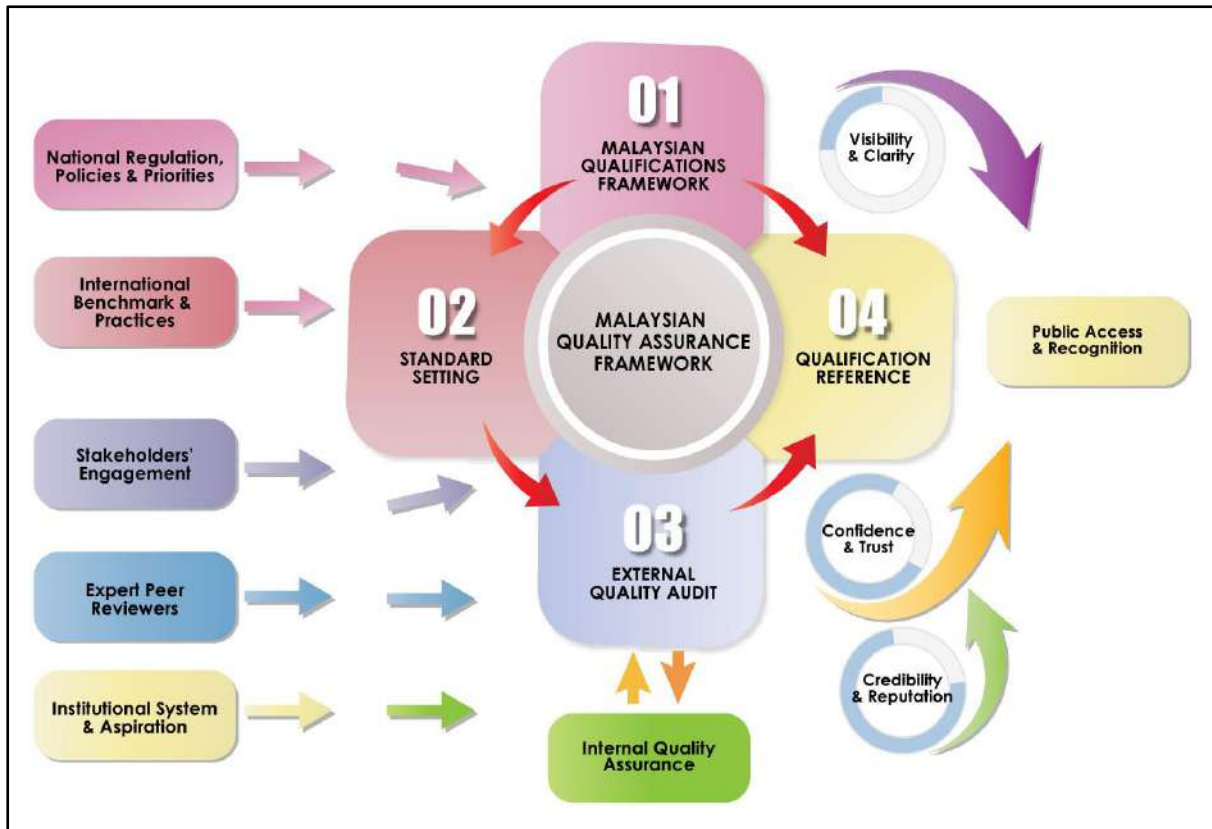 National Regulation,
Policies & Priorities
International
Benchmark &
Practices
Stakeholders'
Engagement
Expert Peer
Reviewers
Institutional System
& Aspiration
01
MALAYSIAN
QUALIFICATIONS
FRAMEWORK
02
STANDARD
SETTING
MALAYSIAN
QUALITY ASSURANCE
FRAMEWORK
04
QUALIFICATION
REFERENCE
03
EXTERNAL
QUALITY AUDIT
Internal Quality
Assurance
Visibility
& Clarity
Public Access
& Recognition
Confidence
& Trust
Credibility
& Reputation